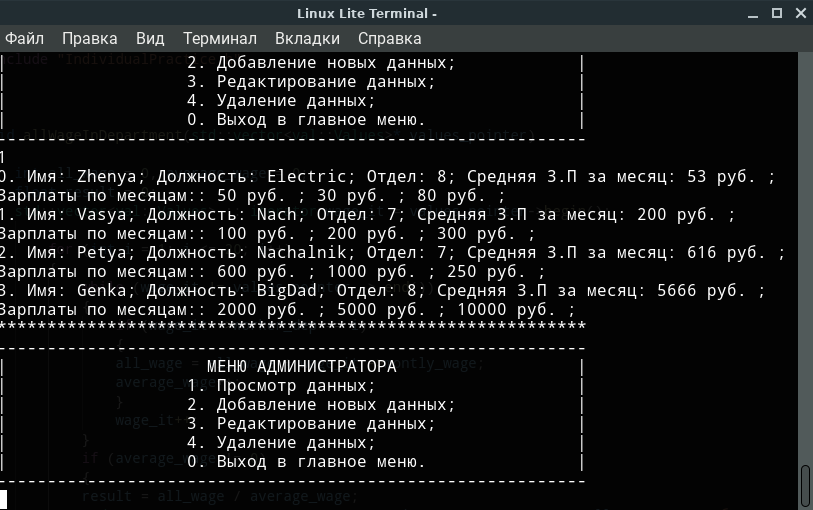 Linux Lite Terminal -
Файл Правка Вид Терминал Вкладки Справка
| 2. Добавление новых данных; |
| 3. Редактирование данных; |
| 4. Удаление данных; |
| 0. Выход в главное меню. |
-----------------------------------------------------------
1
0. Имя: Zhenya; Должность: Electric; Отдел: 8; Средняя З.П за месяц: 53 руб. ;
Зарплаты по месяцам:: 50 руб. ; 30 руб. ; 80 руб. ;
1. Имя: Vasya; Должность: Vrach; Отдел: 7; Средняя З.П за месяц: 200 руб. ;
Зарплаты по месяцам:: 100 руб. ; 200 руб. ; 300 руб. ;
2. Имя: Petya; Должность: Nachalnik; Отдел: 7; Средняя З.П за месяц: 616 руб. ;
Зарплаты по месяцам:: 600 руб. ; 1000 руб. ; 250 руб. ;
3. Имя: Genka; Должность: BigDad; Отдел: 8; Средняя З.П за месяц: 5666 руб. ;
Зарплаты по месяцам:: 2000 руб. ; 5000 руб. ; 10000 руб. ;
***********************************************************
-----------------------------------------------------------
| МЕНЮ АДМИНИСТРАТОРА |
| 1. Просмотр данных; |
| 2. Добавление новых данных; |
| 3. Редактирование данных; |
| 4. Удаление данных; |
| 0. Выход в главное меню. |
-----------------------------------------------------------
result = all_wage / average_wage;